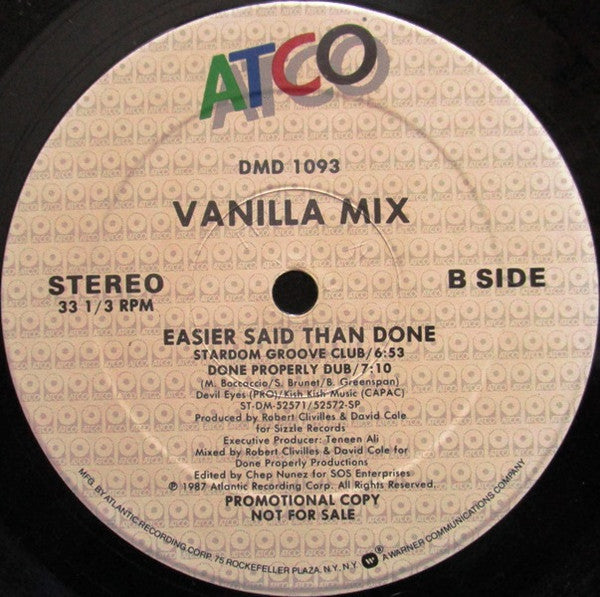 ATCO
DMD 1093
VANILLA MIX
STEREO
33 1/3 RPM
B SIDE
EASIER SAID THAN DONE
STARDOM GROOVE CLUB/6:53
DONE PROPERLY DUB/7:10
(M. Boccaccio/S. Brunet/B. Greenspan)
Devil Eyes (PRO)/Kish Kish Music (CAPAC)
ST-DM-52571/52572-SP
Produced by Robert Clivilles & David Cole
for Sizzle Records
Executive Producer: Teneen Ali
Mixed by Robert Clivilles & David Cole for
Done Properly Productions
Edited by Chep Nunez for SOS Enterprises
℗ 1987 Atlantic Recording Corp. All Rights Reserved.
PROMOTIONAL COPY
NOT FOR SALE
MFG. BY ATLANTIC RECORDING CORP. 75 ROCKEFELLER PLAZA, N.Y. N.Y. W ® A WARNER COMMUNICATIONS COMPANY